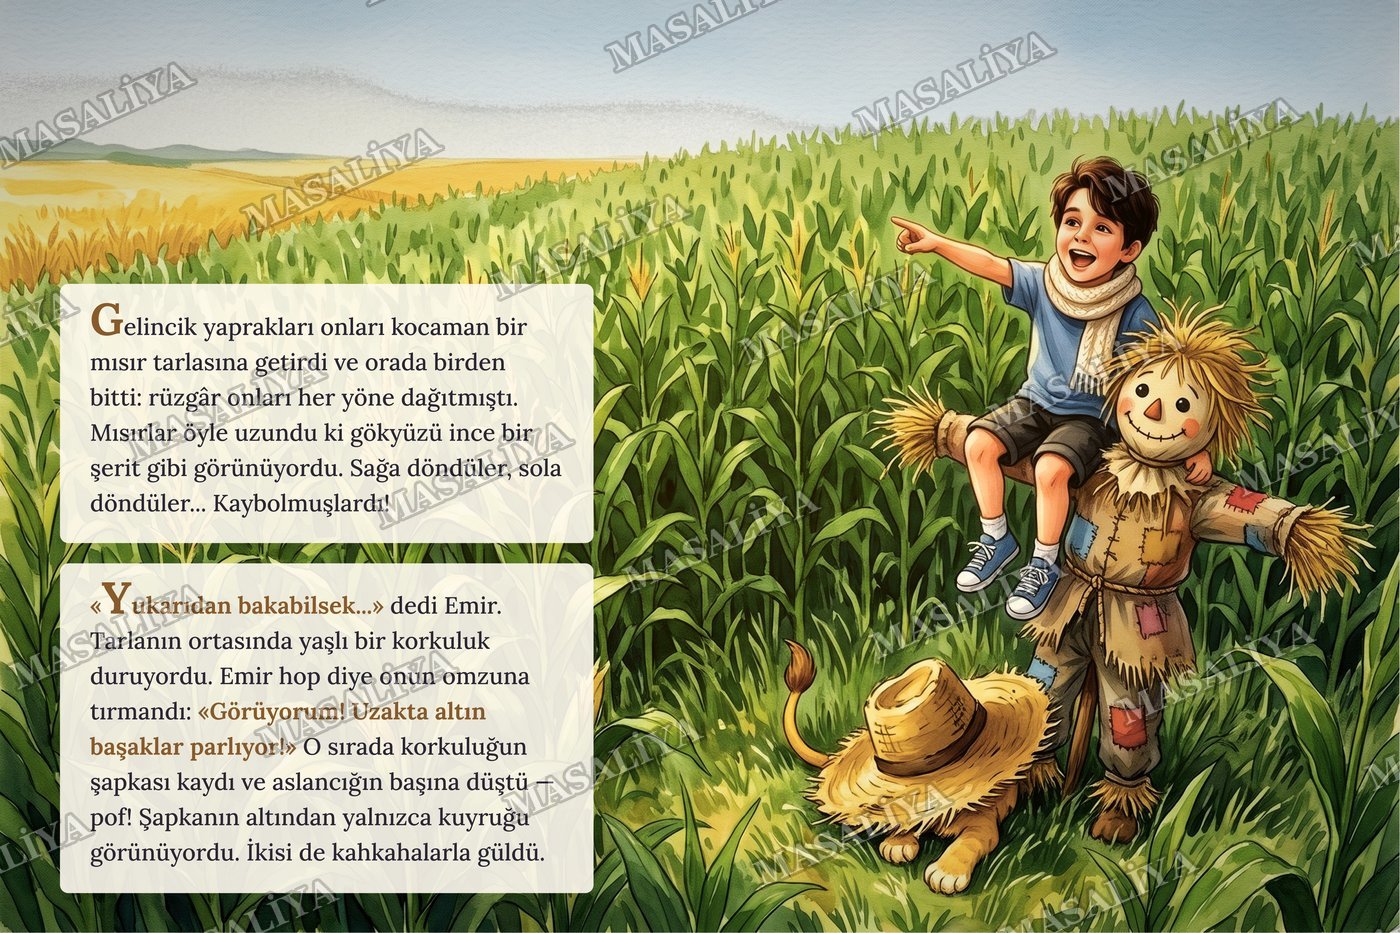 Gelincik yaprakları onları kocaman bir
mısır tarlasına getirdi ve orada birden
bitti: rüzgâr onları her yöne dağıtmıştı.
Mısırlar öyle uzundu ki gökyüzü ince bir
şerit gibi görünüyordu. Sağa döndüler, sola
döndüler... Kaybolmuşlardı!
«Yukarıdan bakabilsek...» dedi Emir.
Tarlanın ortasında yaşlı bir korkuluk
duruyordu. Emir hop diye onun omzuna
tırmandı: «Görüyorum! Uzakta altın
başaklar parlıyor!» O sırada korkuluğun
şapkası kaydı ve aslancığın başına düştü —
pof! Şapkanın altından yalnızca kuyruğu
görünüyordu. İkisi de kahkahalarla güldü.
MASALİYA